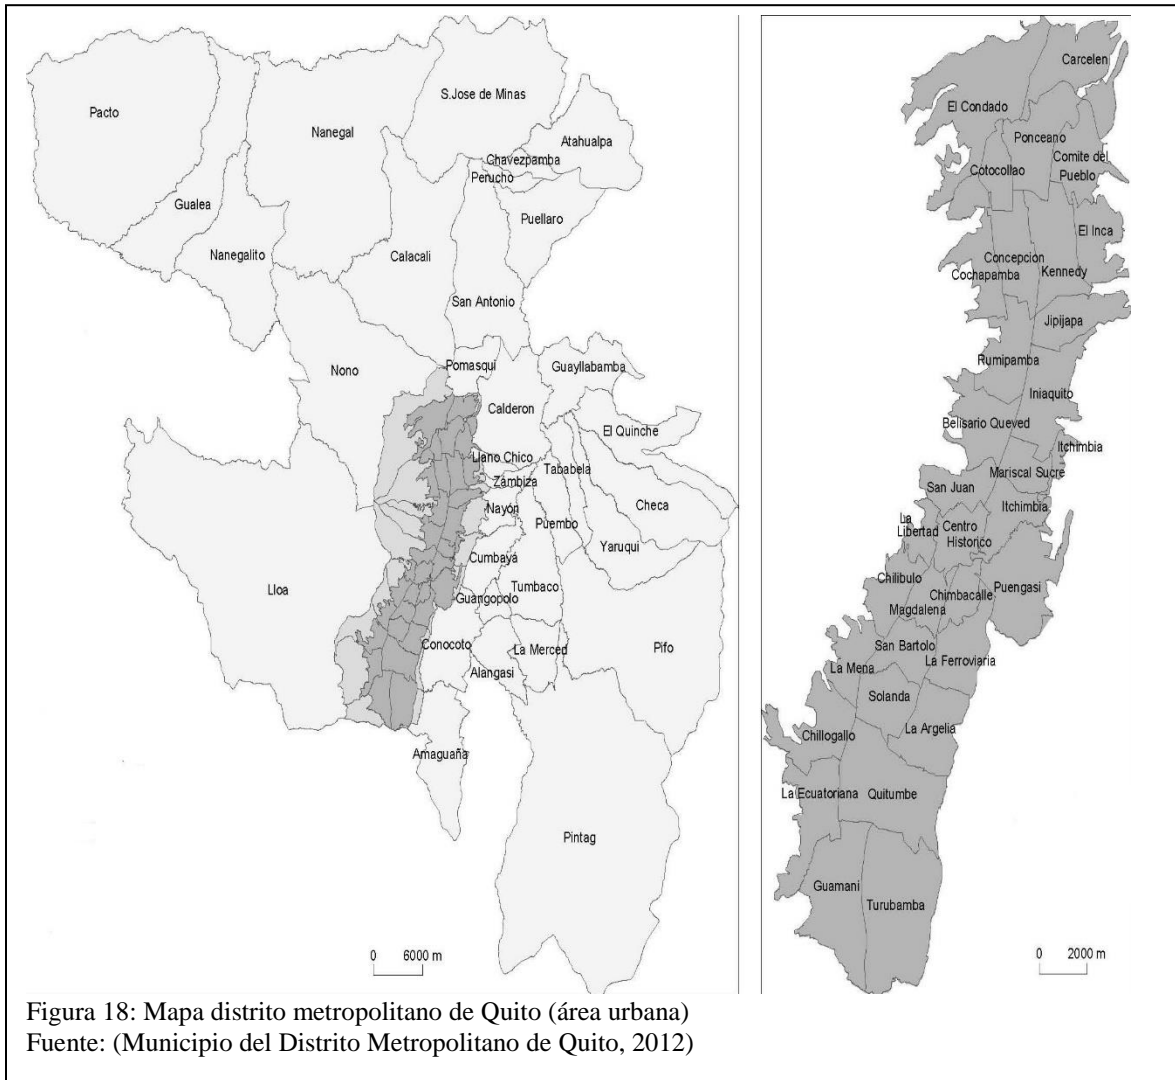 S.Jose de Minas
Pacto
Nanegal
Atahualpa
Chavezpamba
Perucho
Gualea
Puellaro
Nanegalito
Calacali
San Antonio
Nono
Pomasqui
Guayllabamba
Calderon
El Quinche
Llano Chico
Tababela
Zambiza
Checa
Nayón
Puembo
Yaruqui
Cumbaya
Lloa
Tumbaco
Guangopolo
Conocoto
La Merced
Pifo
Alangasi
Amaguaña
Pintag
0 6000 m
Carcelen
El Condado
Ponceano
Comite del
Pueblo
Cotocollao
El Inca
Concepcion
Cochapamba
Kennedy
Jipijapa
Rumipamba
Iniaquito
Belisario Queved
Itchimbia
Mariscal Sucre
San Juan
Itchimbia
La
Libertad
Centro
Historico
Chilibulo
Puengasi
Chimbacalle
Magdalena
San Bartolo
La Ferroviaria
La Mena
Solanda
La Argelia
Chillogallo
La Ecuatoriana
Quitumbe
Guamani
Turubamba
0 2000 m
Figura 18: Mapa distrito metropolitano de Quito (área urbana)
Fuente: (Municipio del Distrito Metropolitano de Quito, 2012)